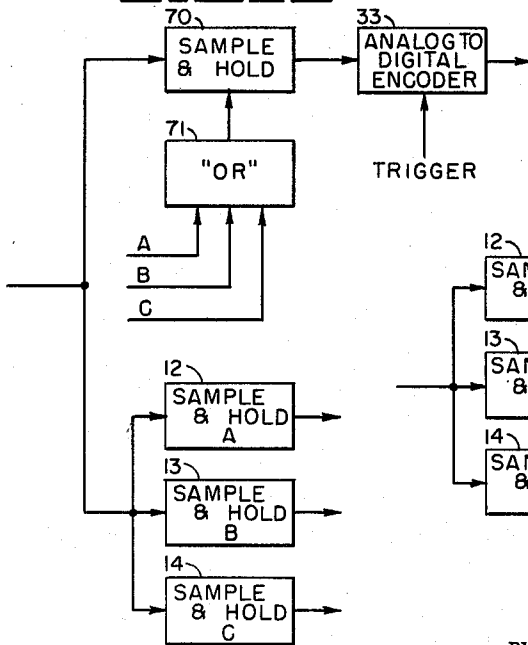 70
SAMPLE
& HOLD
33
ANALOG TO
DIGITAL
ENCODER
71
"OR"
TRIGGER
A
B
C
12
SAMPLE
& HOLD
A
13
SAMPLE
& HOLD
B
14
SAMPLE
& HOLD
C
12
SAM
&
13
SAM
&
14
SAM
&